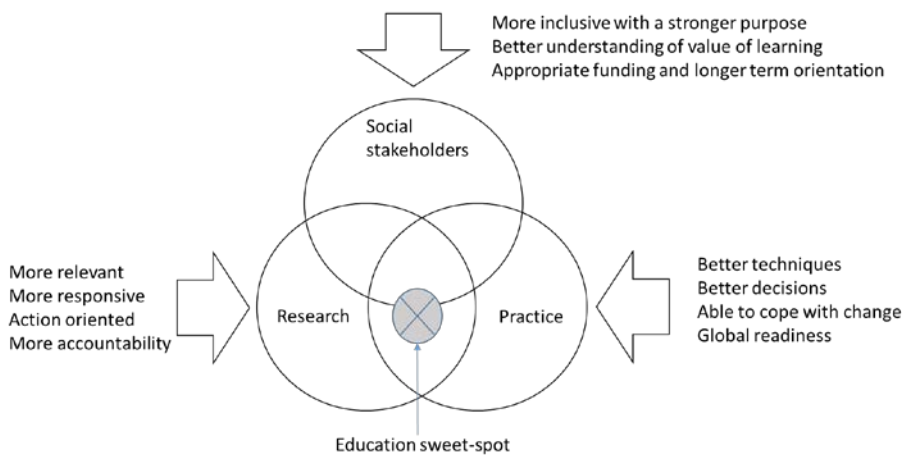 More inclusive with a stronger purpose
Better understanding of value of learning
Appropriate funding and longer term orientation
Social
stakeholders
More relevant
More responsive
Action oriented
More accountability
Research
Practice
Better techniques
Better decisions
Able to cope with change
Global readiness
Education sweet-spot